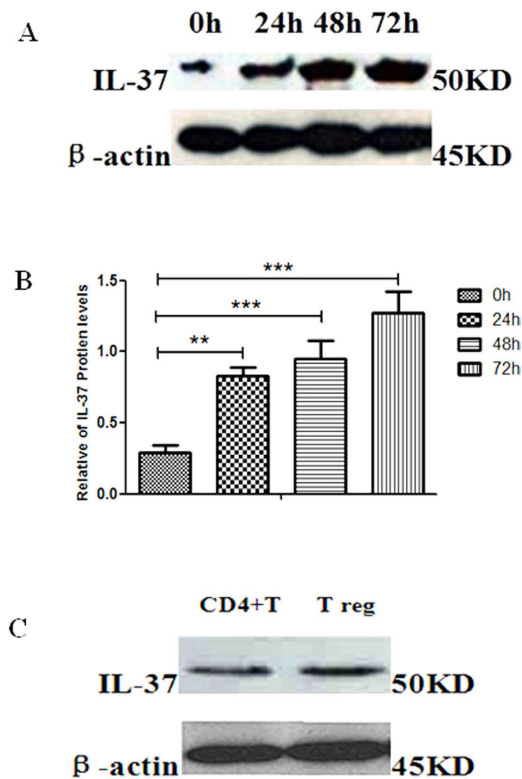 A
0h 24h 48h 72h
IL-37 50KD
β-actin 45KD
B
Relative of IL-37 Protien levels
1.5
1.0
0.5
0.0
**
***
***
0h
24h
48h
72h
C
CD4+T T reg
IL-37 50KD
β-actin 45KD